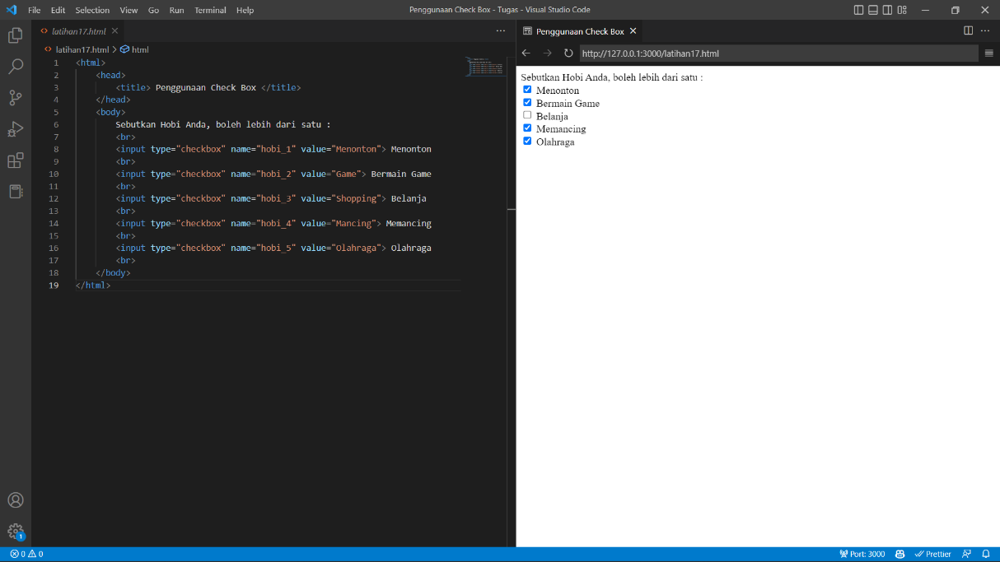 File Edit Selection View Go Run Terminal Help
Penggunaan Check Box - Tugas - Visual Studio Code
latihan17.html
latihan17.html > html
1 <html>
2 <head>
3 <title> Penggunaan Check Box </title>
4 </head>
5 <body>
6 Sebutkan Hobi Anda, boleh lebih dari satu :
7 <br>
8 <input type="checkbox" name="hobi_1" value="Menonton"> Menonton
9 <br>
10 <input type="checkbox" name="hobi_2" value="Game"> Bermain Game
11 <br>
12 <input type="checkbox" name="hobi_3" value="Shopping"> Belanja
13 <br>
14 <input type="checkbox" name="hobi_4" value="Mancing"> Memancing
15 <br>
16 <input type="checkbox" name="hobi_5" value="Olahraga"> Olahraga
17 <br>
18 </body>
19 </html>
Penggunaan Check Box
http://127.0.0.1:3000/latihan17.html
Sebutkan Hobi Anda, boleh lebih dari satu :
Menonton
Bermain Game
Belanja
Memancing
Olahraga
1
0 0
Port: 3000
Prettier